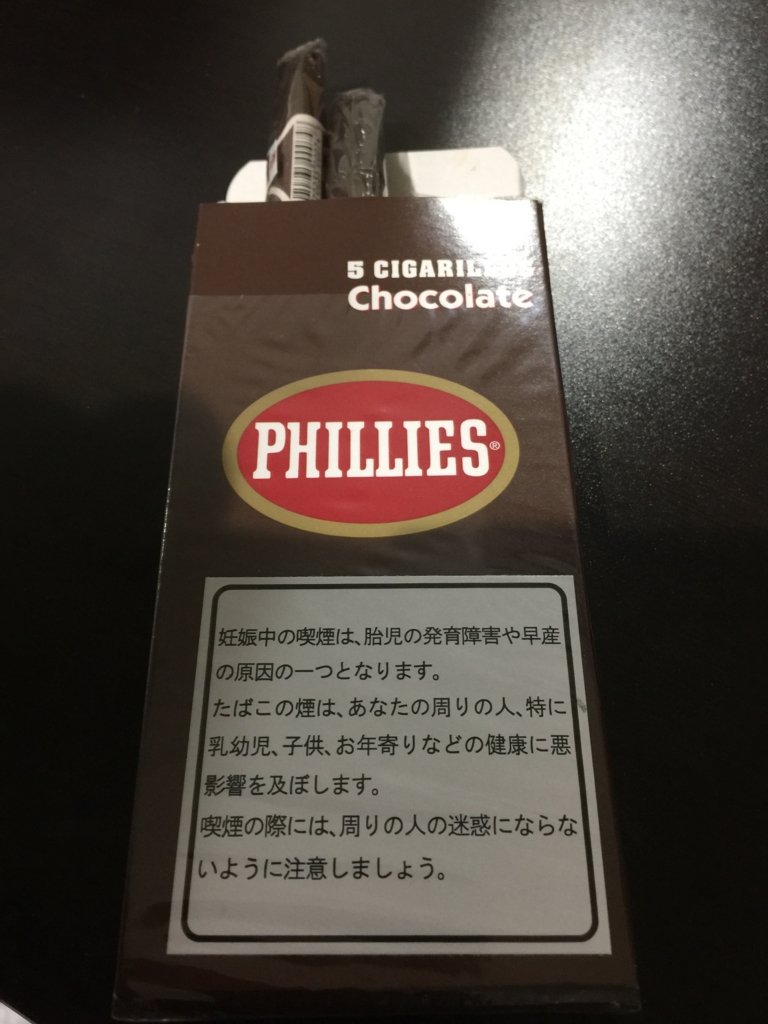 5
Chocolate
PHILLIES®
妊娠中の喫煙は、胎児の発育障害や早産
の原因の一つとなります。
たばこの煙は、あなたの周りの人、特に
乳幼児、子供、お年寄りなどの健康に悪
影響を及ぼします。
喫煙の際には、周りの人の迷惑にならな
いように注意しましょう。